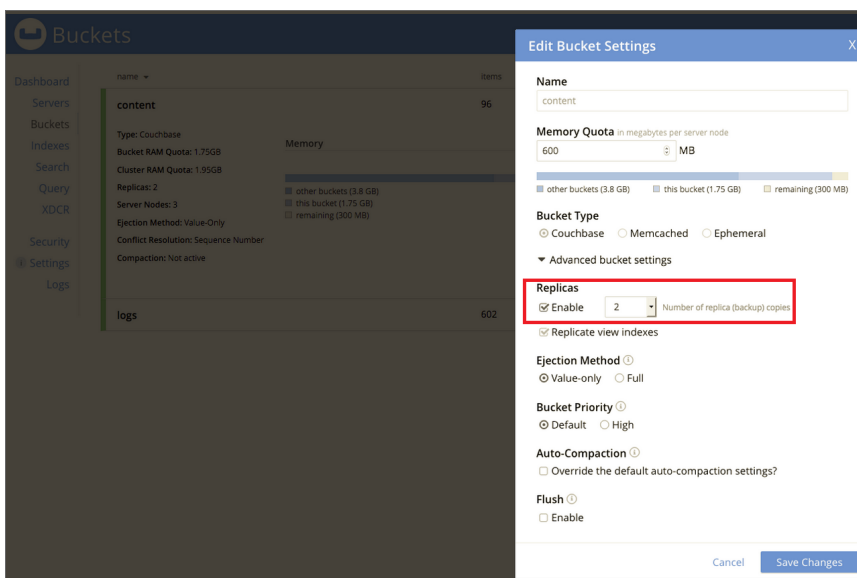 Buckets
Dashboard
Servers
Buckets
Indexes
Search
Query
XDCR
Security
Settings
Logs
name
items
content
96
Type: Couchbase
Bucket RAM Quota: 1.75GB
Cluster RAM Quota: 1.95GB
Replicas: 2
Server Nodes: 3
Ejection Method: Value-Only
Conflict Resolution: Sequence Number
Compaction: Not active
Memory
other buckets (3.8 GB)
this bucket (1.75 GB)
remaining (300 MB)
logs
602
Edit Bucket Settings
X
Name
content
Memory Quota in megabytes per server node
600 MB
other buckets (3.8 GB) this bucket (1.75 GB) remaining (300 MB)
Bucket Type
Couchbase Memcached Ephemeral
Advanced bucket settings
Replicas
Enable 2 Number of replica (backup) copies
Replicate view indexes
Ejection Method
Value-only Full
Bucket Priority
Default High
Auto-Compaction
Override the default auto-compaction settings?
Flush
Enable
Cancel Save Changes